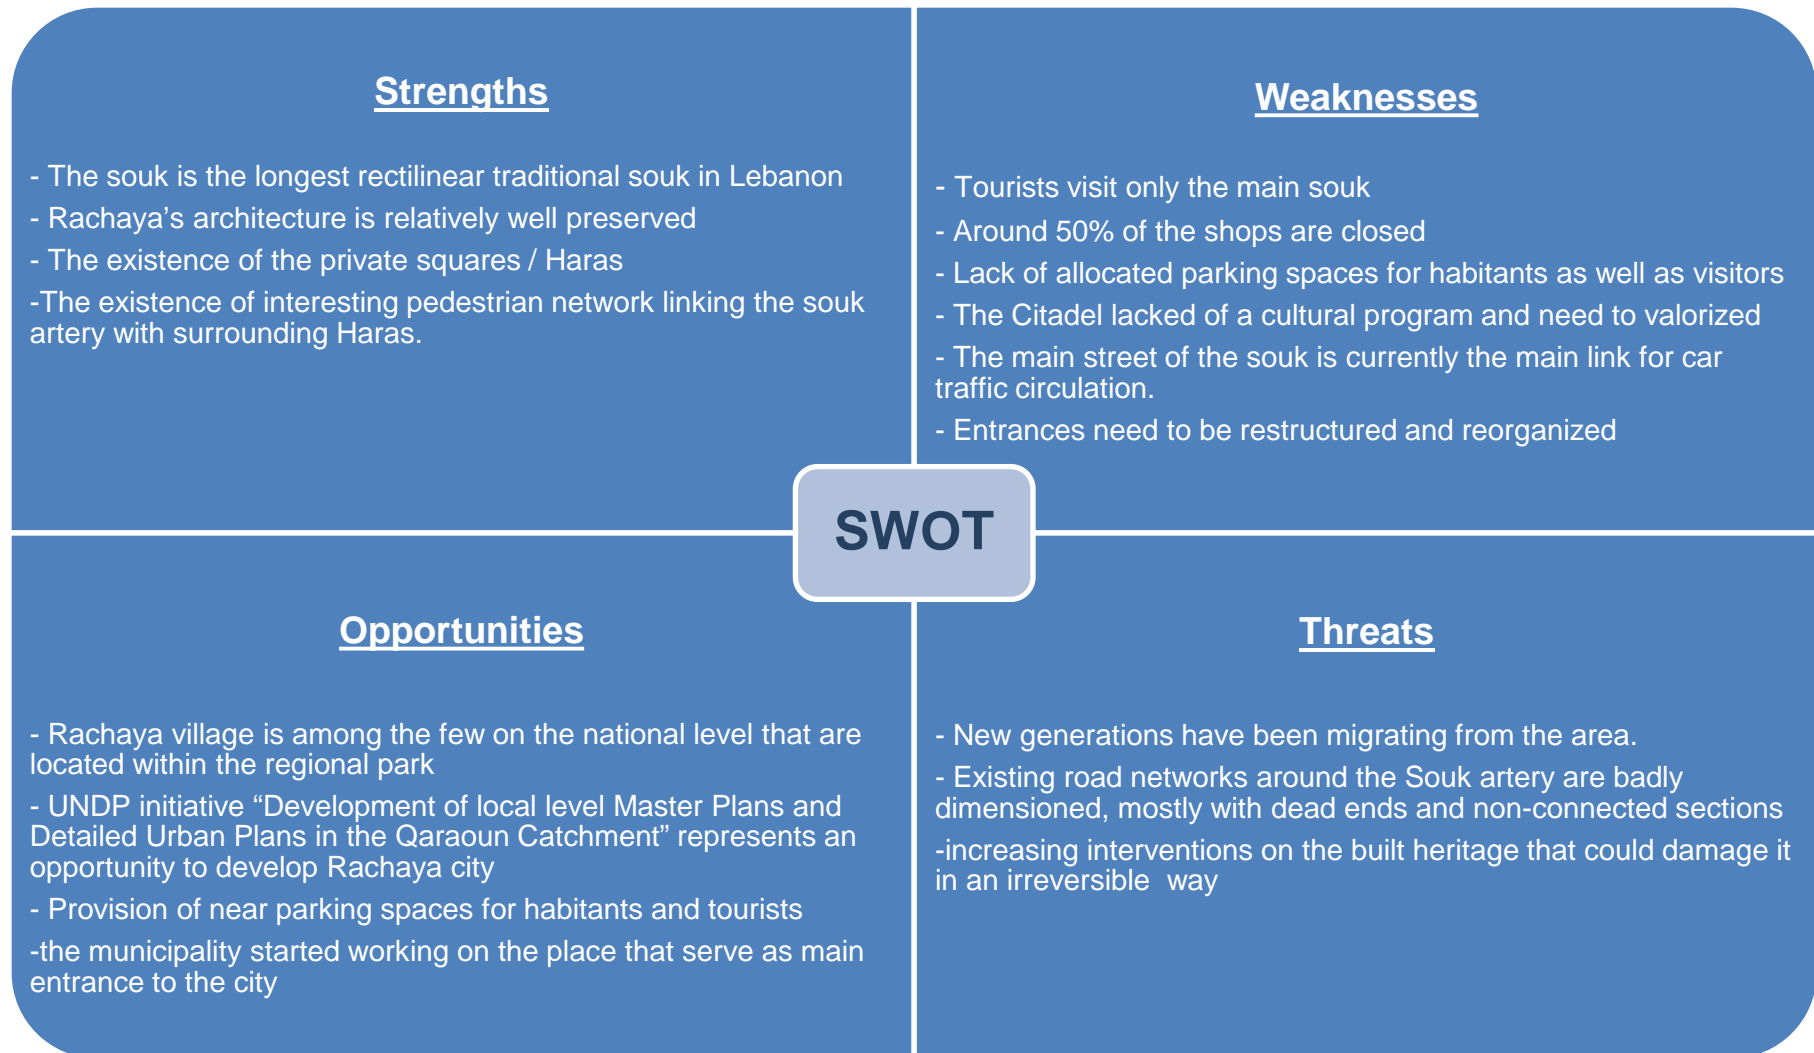 Strengths
- The souk is the longest rectilinear traditional souk in Lebanon
- Rachaya’s architecture is relatively well preserved
- The existence of the private squares / Haras
-The existence of interesting pedestrian network linking the souk
artery with surrounding Haras.
Weaknesses
- Tourists visit only the main souk
- Around 50% of the shops are closed
- Lack of allocated parking spaces for habitants as well as visitors
- The Citadel lacked of a cultural program and need to valorized
- The main street of the souk is currently the main link for car
traffic circulation.
- Entrances need to be restructured and reorganized
SWOT
Opportunities
- Rachaya village is among the few on the national level that are
located within the regional park
- UNDP initiative “Development of local level Master Plans and
Detailed Urban Plans in the Qaraoun Catchment” represents an
opportunity to develop Rachaya city
- Provision of near parking spaces for habitants and tourists
-the municipality started working on the place that serve as main
entrance to the city
Threats
- New generations have been migrating from the area.
- Existing road networks around the Souk artery are badly
dimensioned, mostly with dead ends and non-connected sections
-increasing interventions on the built heritage that could damage it
in an irreversible  way